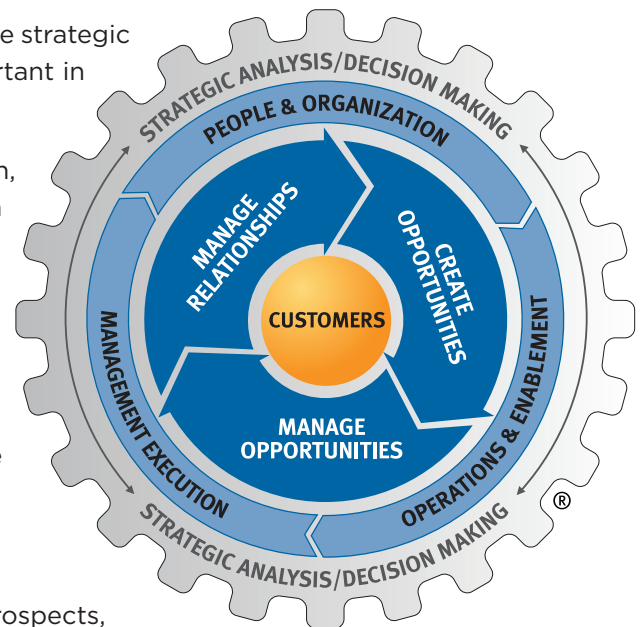 e strategic
rtant in
STRATEGIC ANALYSIS/DECISION MAKING
PEOPLE & ORGANIZATION
n,
MANAGE
RELATIONSHIPS
CREATE
OPPORTUNITIES
CUSTOMERS
MANAGEMENT EXECUTION
OPERATIONS & ENABLEMENT
MANAGE
OPPORTUNITIES
e
®
STRATEGIC ANALYSIS/DECISION MAKING
rospects,